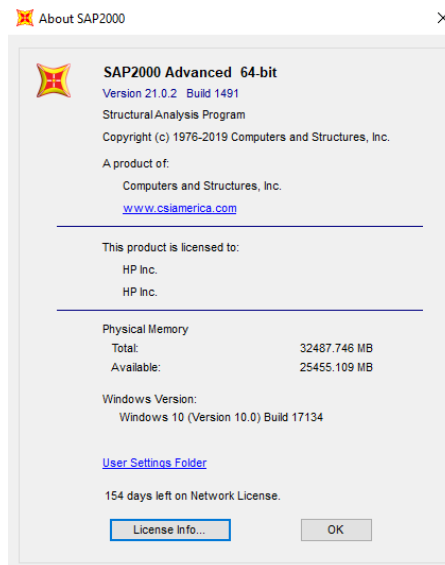 About SAP2000
SAP2000 Advanced 64-bit
Version 21.0.2 Build 1491
Structural Analysis Program
Copyright (c) 1976-2019 Computers and Structures, Inc.
A product of:
Computers and Structures, Inc.
www.csiamerica.com
This product is licensed to:
HP Inc.
HP Inc.
Physical Memory
Total: 32487.746 MB
Available: 25455.109 MB
Windows Version:
Windows 10 (Version 10.0) Build 17134
User Settings Folder
154 days left on Network License.
License Info... OK